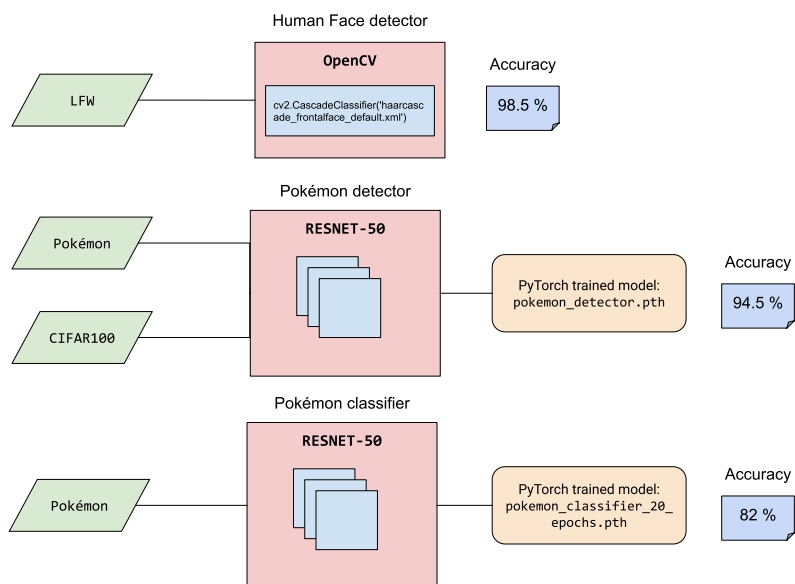 Human Face detector
OpenCV
LFW
cv2.CascadeClassifier('haarcasc
ade_frontalface_default.xml')
Accuracy
98.5 %
Pokémon detector
RESNET-50
Pokémon
CIFAR100
PyTorch trained model:
pokemon_detector.pth
Accuracy
94.5 %
Pokémon classifier
RESNET-50
Pokémon
PyTorch trained model:
pokemon_classifier_20_
epochs.pth
Accuracy
82 %